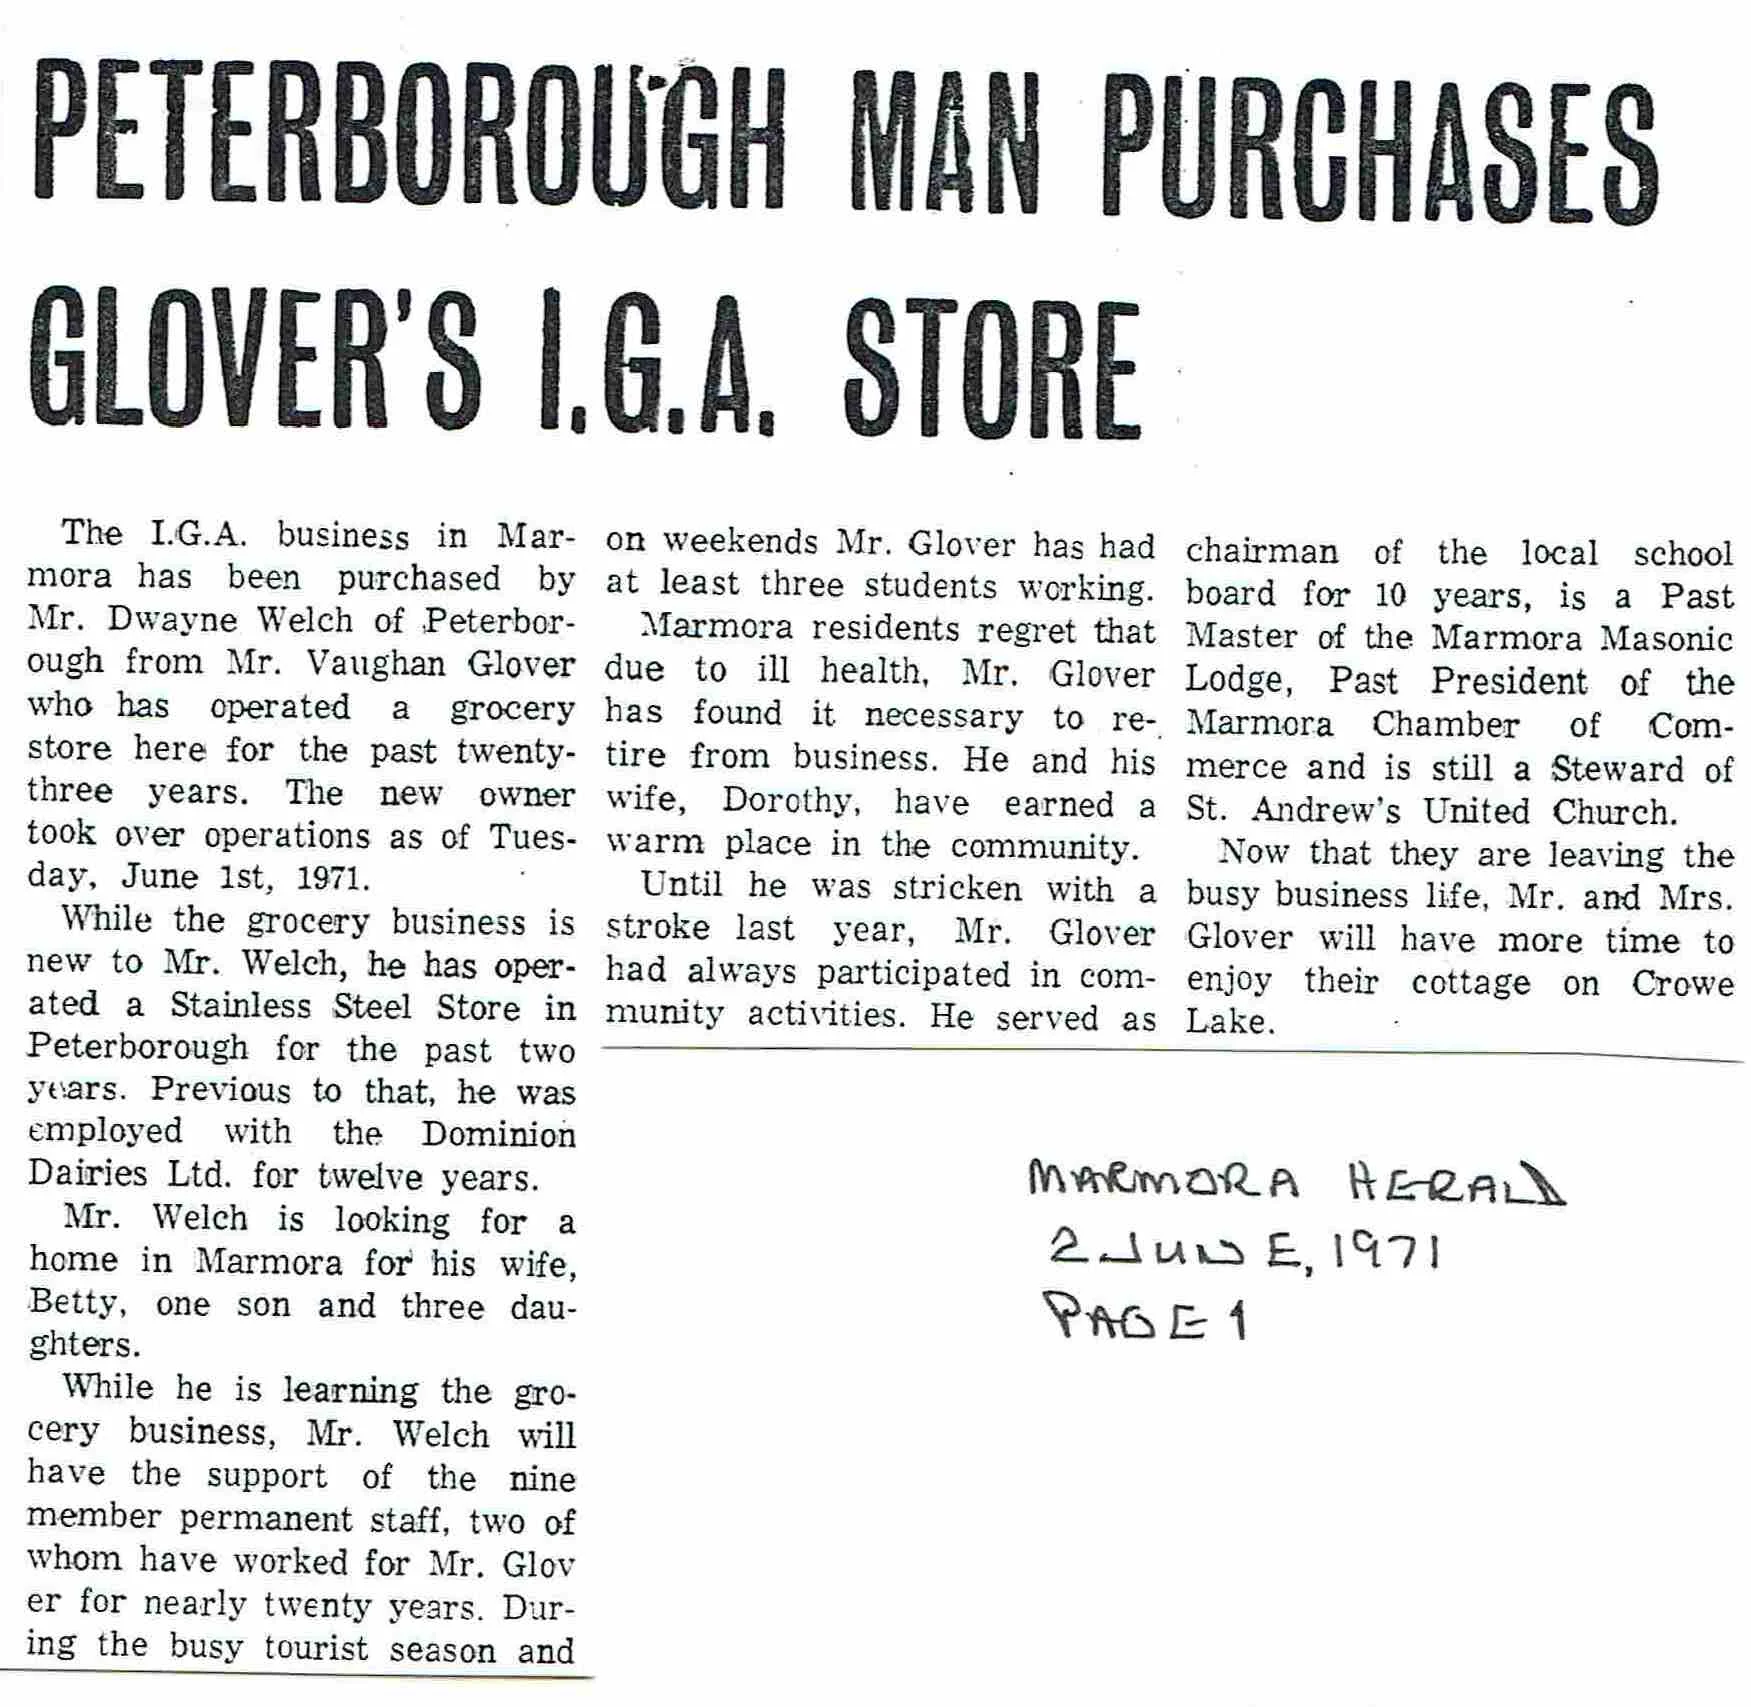 PETERBOROUGH MAN PURCHASES
GLOVER'S I.G.A. STORE
The I.G.A. business in Mar-
mora has been purchased by
Mr. Dwayne Welch of Peterbor-
ough from Mr. Vaughan Glover
who has operated a grocery
store here for the past twenty-
three years. The new owner
took over operations as of Tues-
day, June 1st, 1971.
While the grocery business is
new to Mr. Welch, he has oper-
ated a Stainless Steel Store in
Peterborough for the past two
years. Previous to that, he was
employed with the Dominion
Dairies Ltd. for twelve years.
Mr. Welch is looking for a
home in Marmora for his wife,
Betty, one son and three dau-
ghters.
While he is learning the gro-
cery business, Mr. Welch will
have the support of the nine
member permanent staff, two of
whom have worked for Mr. Glov
er for nearly twenty years. Dur-
ing the busy tourist season and
on weekends Mr. Glover has had
at least three students working.
Marmora residents regret that
due to ill health, Mr. Glover
has found it necessary to re-
tire from business. He and his
wife, Dorothy, have earned a
warm place in the community.
Until he was stricken with a
stroke last year, Mr. Glover
had always participated in com-
munity activities. He served as
chairman of the local school
board for 10 years, is a Past
Master of the Marmora Masonic
Lodge, Past President of the
Marmora Chamber of Com-
merce and is still a Steward of
St. Andrew's United Church.
Now that they are leaving the
busy business life, Mr. and Mrs.
Glover will have more time to
enjoy their cottage on Crowe
Lake.
MARMORA HERALD
2 JUNE, 1971
PAGE 1